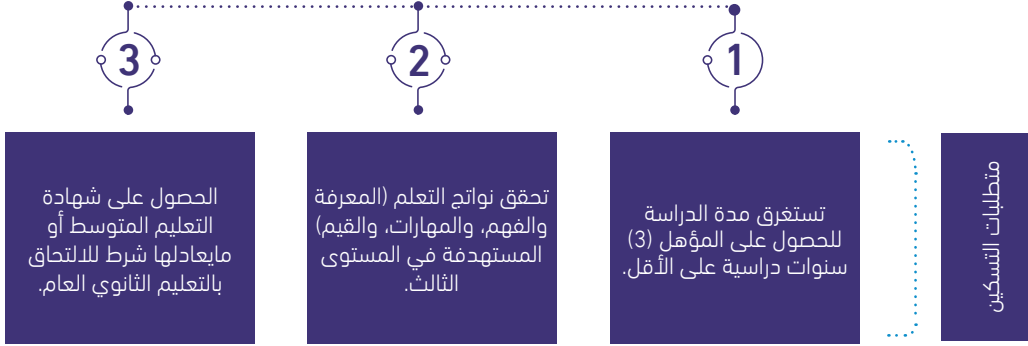 متطلبات التسكين
1
تستغرق مدة الدراسة
للحصول على المؤهل (3)
سنوات دراسية على الأقل.
2
تحقق نواتج التعلم (المعرفة
والفهم، والمهارات، والقيم)
المستهدفة في المستوى
الثالث.
3
الحصول على شهادة
التعليم المتوسط أو
مايعادلها شرط للالتحاق
بالتعليم الثانوي العام.